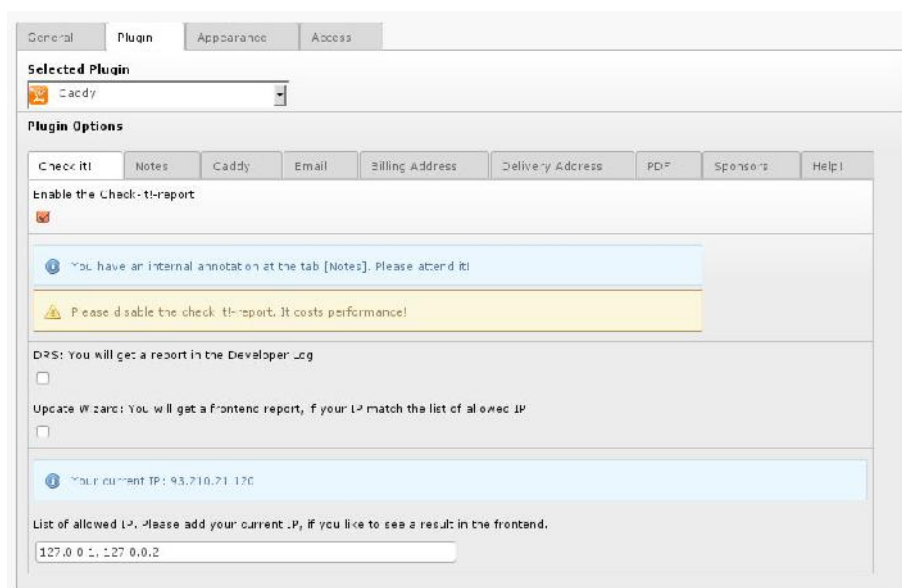 General Plugin Appearance Access
Selected Plugin
Caddy
Plugin Options
Check it! Notes Caddy Email Billing Address Delivery Address PDF Sponsors Help!
Enable the Check-it!-report
You have an internal annotation at the tab [Notes]. Please attend it!
Please disable the check it!-report. It costs performance!
DRS: You will get a report in the Developer Log
Update Wizard: You will get a frontend report, if your IP match the list of allowed IP
Your current IP: 93.210.21.120
List of allowed IP. Please add your current IP, if you like to see a result in the frontend.
127.0.0.1, 127.0.0.2